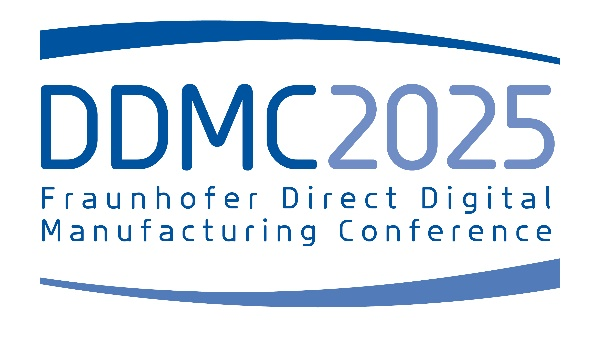 DDMC2025
Fraunhofer Direct Digital
Manufacturing Conference